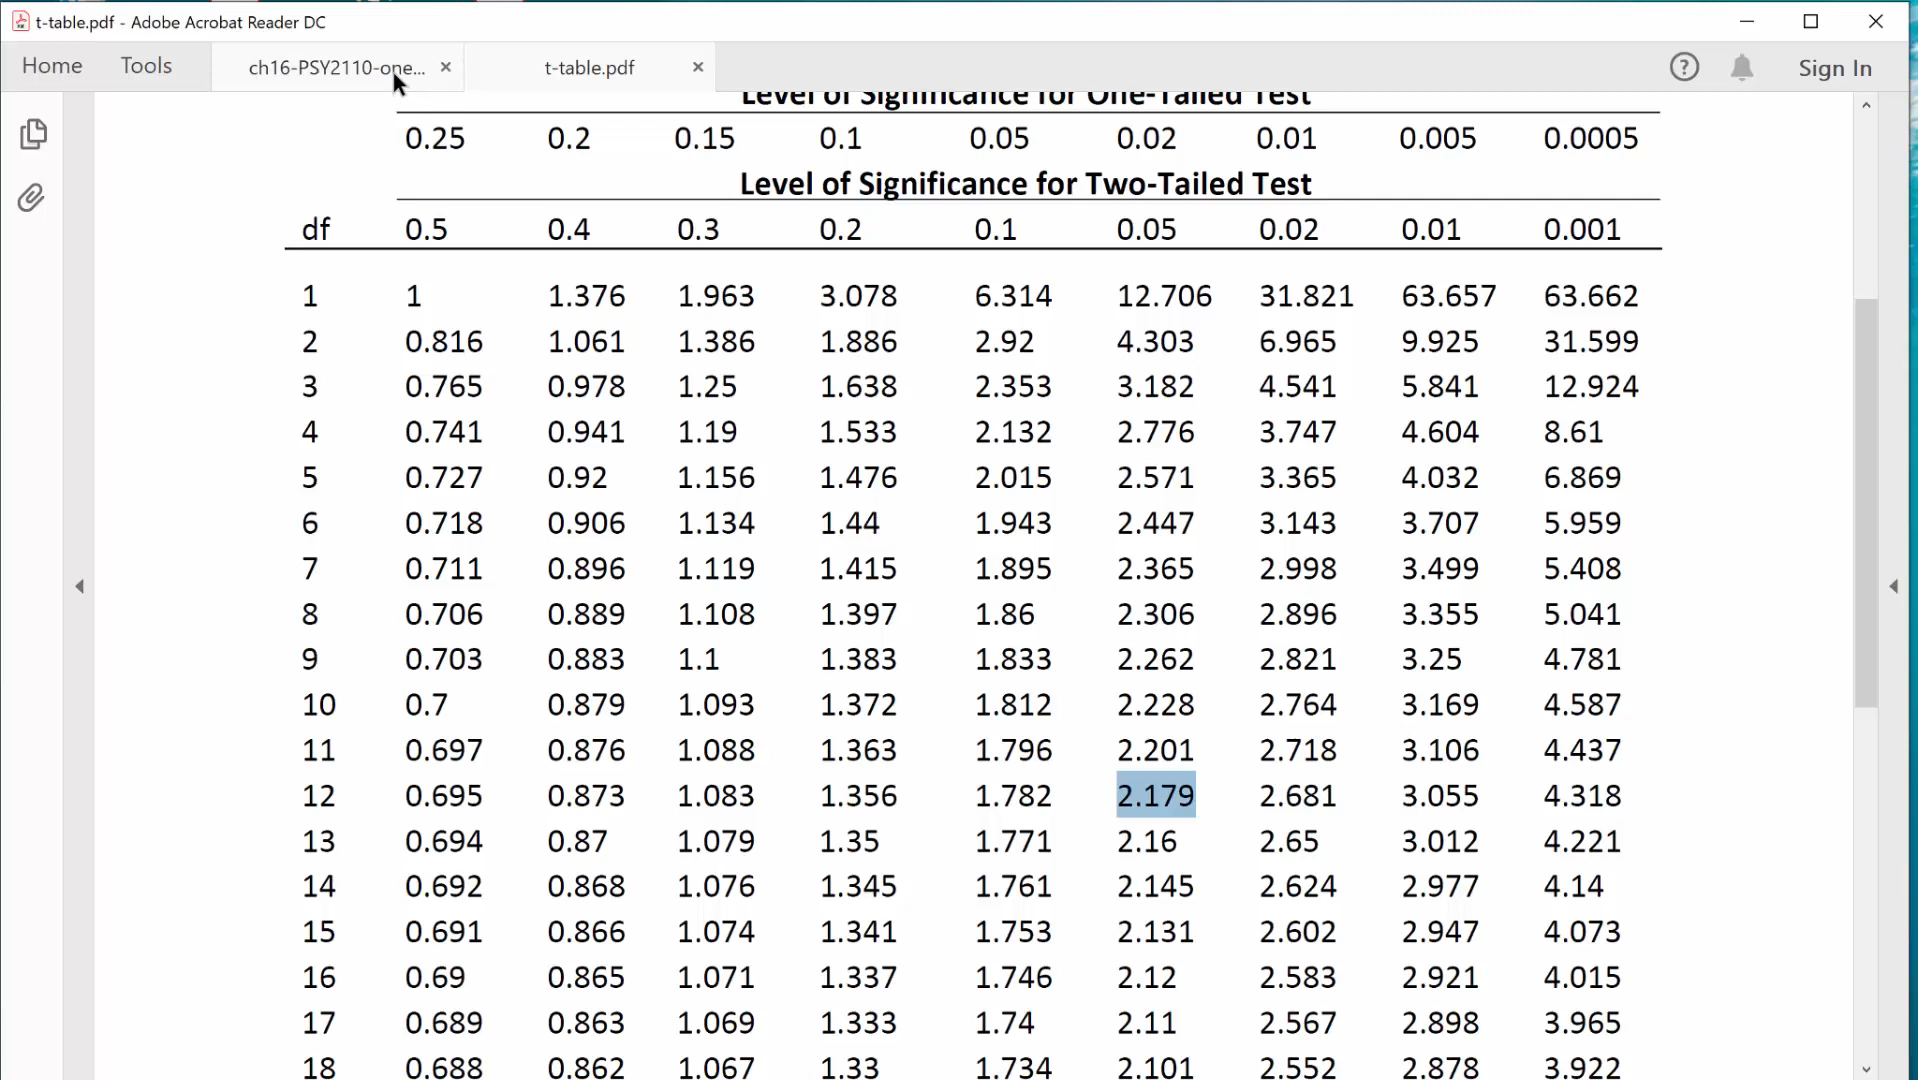 t-table.pdf - Adobe Acrobat Reader DC
Home Tools ch16-PSY2110-one... × t-table.pdf × ? Sign In
Level of Significance for One-Tailed Test
0.25 0.2 0.15 0.1 0.05 0.02 0.01 0.005 0.0005
Level of Significance for Two-Tailed Test
df 0.5 0.4 0.3 0.2 0.1 0.05 0.02 0.01 0.001
1 1 1.376 1.963 3.078 6.314 12.706 31.821 63.657 63.662
2 0.816 1.061 1.386 1.886 2.92 4.303 6.965 9.925 31.599
3 0.765 0.978 1.25 1.638 2.353 3.182 4.541 5.841 12.924
4 0.741 0.941 1.19 1.533 2.132 2.776 3.747 4.604 8.61
5 0.727 0.92 1.156 1.476 2.015 2.571 3.365 4.032 6.869
6 0.718 0.906 1.134 1.44 1.943 2.447 3.143 3.707 5.959
7 0.711 0.896 1.119 1.415 1.895 2.365 2.998 3.499 5.408
8 0.706 0.889 1.108 1.397 1.86 2.306 2.896 3.355 5.041
9 0.703 0.883 1.1 1.383 1.833 2.262 2.821 3.25 4.781
10 0.7 0.879 1.093 1.372 1.812 2.228 2.764 3.169 4.587
11 0.697 0.876 1.088 1.363 1.796 2.201 2.718 3.106 4.437
12 0.695 0.873 1.083 1.356 1.782 2.179 2.681 3.055 4.318
13 0.694 0.87 1.079 1.35 1.771 2.16 2.65 3.012 4.221
14 0.692 0.868 1.076 1.345 1.761 2.145 2.624 2.977 4.14
15 0.691 0.866 1.074 1.341 1.753 2.131 2.602 2.947 4.073
16 0.69 0.865 1.071 1.337 1.746 2.12 2.583 2.921 4.015
17 0.689 0.863 1.069 1.333 1.74 2.11 2.567 2.898 3.965
18 0.688 0.862 1.067 1.33 1.734 2.101 2.552 2.878 3.922